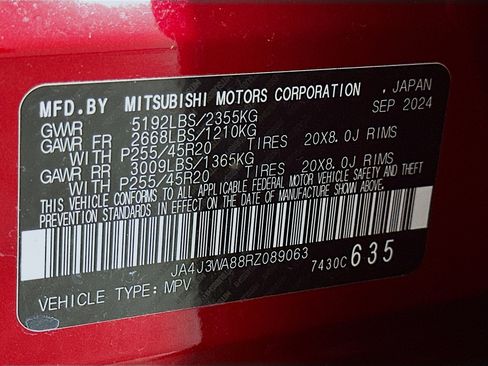 MFD.BY MITSUBISHI MOTORS CORPORATION , JAPAN
SEP 2024
GVWR 5192LBS/2355KG
GAWR FR 2668LBS/1210KG
WITH P255/45R20 TIRES 20X8.0J RIMS
GAWR RR 3009LBS/1365KG
WITH P255/45R20 TIRES 20X8.0J RIMS
THIS VEHICLE CONFORMS TO ALL APPLICABLE FEDERAL MOTOR VEHICLE SAFETY AND THEFT
PREVENTION STANDARDS IN EFFECT ON THE DATE OF MANUFACTURE SHOWN ABOVE.
JA4J3WA88RZ089063 7430C 635
VEHICLE TYPE: MPV